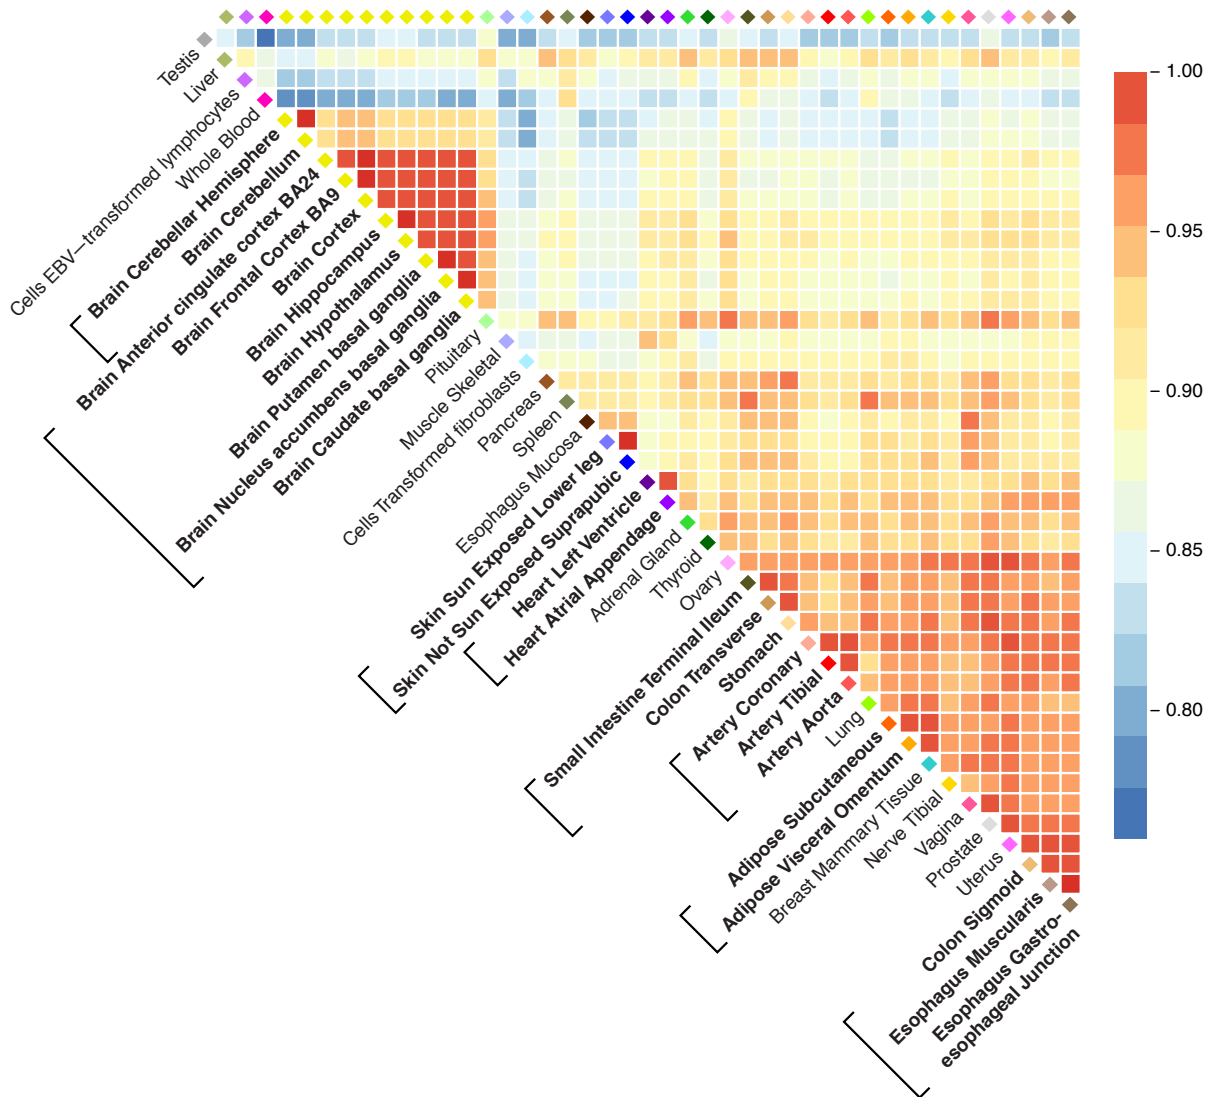 Testis
Liver
Cells EBV—transformed lymphocytes
Whole Blood
Brain Cerebellar Hemisphere
Brain Cerebellum
Brain Anterior cingulate cortex BA24
Brain Frontal Cortex BA9
Brain Cortex
Brain Hippocampus
Brain Hypothalamus
Brain Putamen basal ganglia
Brain Nucleus accumbens basal ganglia
Brain Caudate basal ganglia
Pituitary
Muscle Skeletal
Cells Transformed fibroblasts
Pancreas
Spleen
Esophagus Mucosa
Skin Sun Exposed Lower leg
Skin Not Sun Exposed Suprapubic
Heart Left Ventricle
Heart Atrial Appendage
Adrenal Gland
Thyroid
Ovary
Small Intestine Terminal Ileum
Colon Transverse
Stomach
Artery Coronary
Artery Tibial
Artery Aorta
Lung
Adipose Subcutaneous
Adipose Visceral Omentum
Breast Mammary Tissue
Nerve Tibial
Vagina
Prostate
Uterus
Colon Sigmoid
Esophagus Muscularis
Esophagus Gastro-
esophageal Junction
1.00
0.95
0.90
0.85
0.80